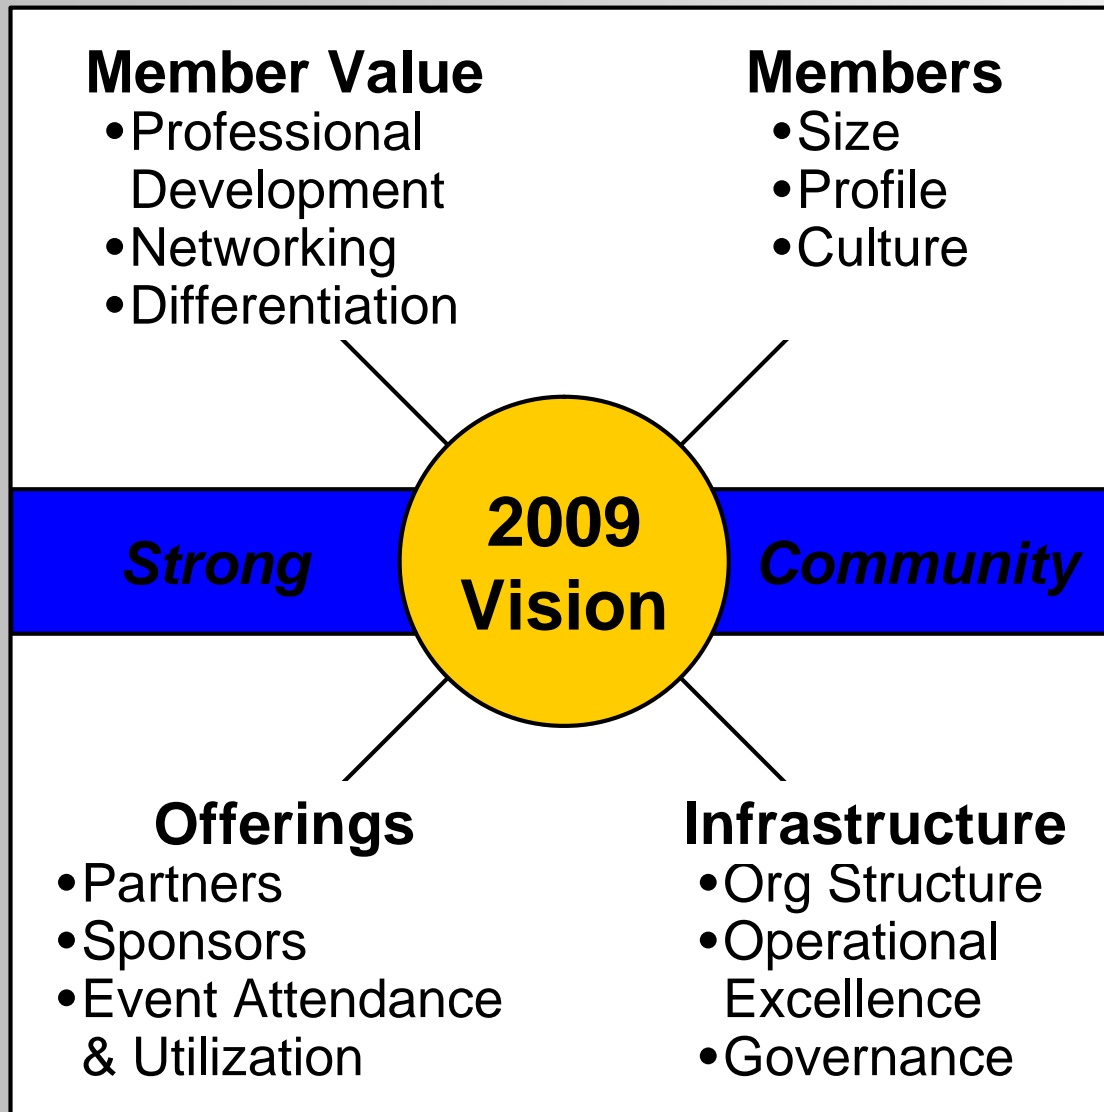 Member Value
•Professional
Development
•Networking
•Differentiation
Members
•Size
•Profile
•Culture
Strong
2009
Vision
Community
Offerings
•Partners
•Sponsors
•Event Attendance
& Utilization
Infrastructure
•Org Structure
•Operational
Excellence
•Governance